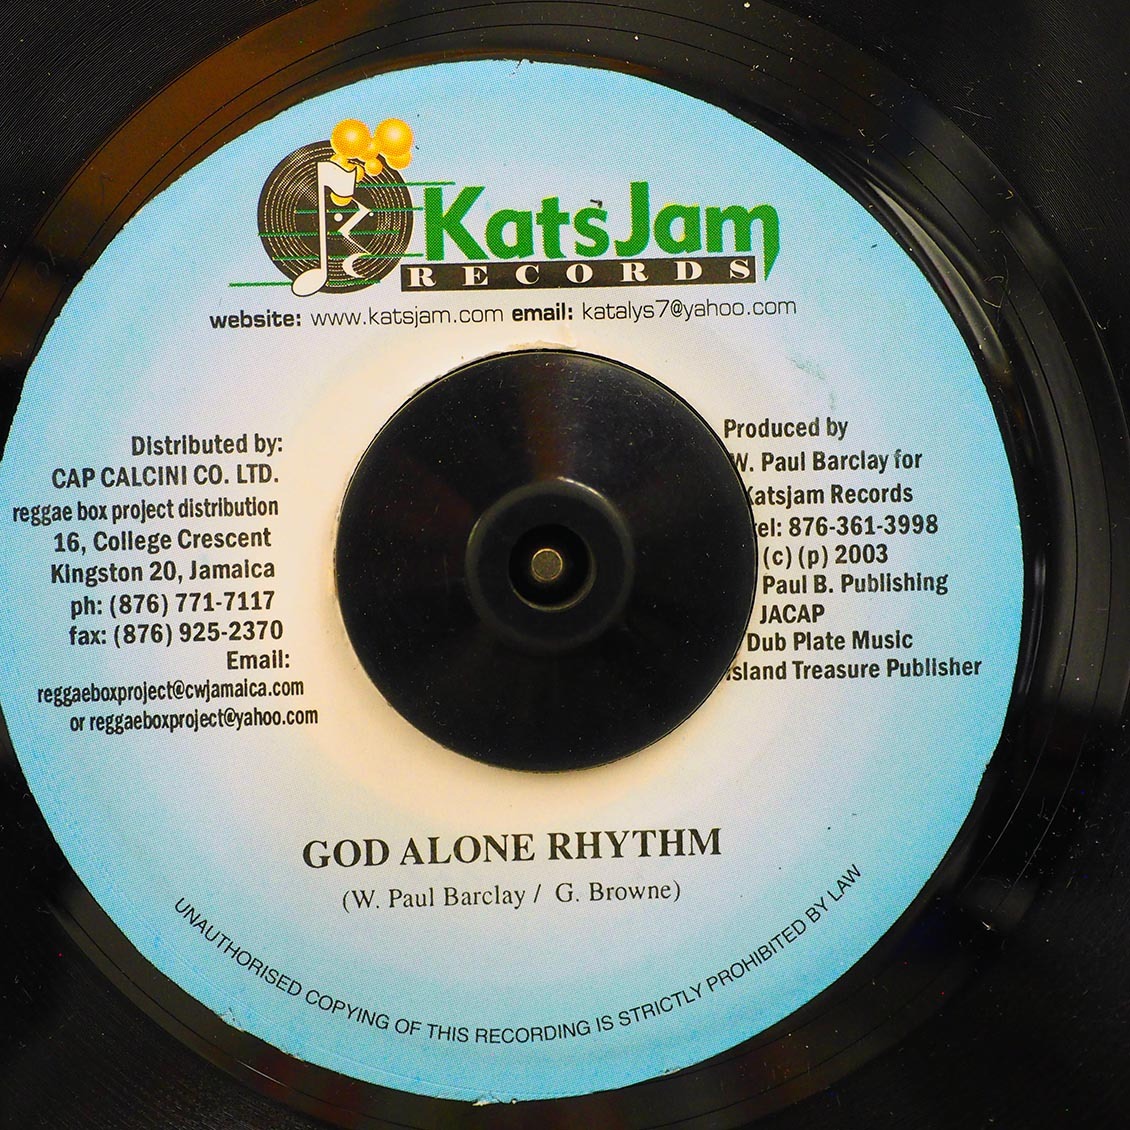 Kat's Jam
RECORDS
website: www.katsjam.com email: katalys7@yahoo.com
Distributed by:
CAP CALCINI CO. LTD.
reggae box project distribution
16, College Crescent
Kingston 20, Jamaica
ph: (876) 771-7117
fax: (876) 925-2370
Email:
reggaeboxproject@cwjamaica.com
or reggaeboxproject@yahoo.com
Produced by
W. Paul Barclay for
Katsjam Records
tel: 876-361-3998
(c) (p) 2003
Paul B. Publishing
JACAP
Dub Plate Music
Island Treasure Publisher
GOD ALONE RHYTHM
(W. Paul Barclay / G. Browne)
UNAUTHORISED COPYING OF THIS RECORDING IS STRICTLY PROHIBITED BY LAW